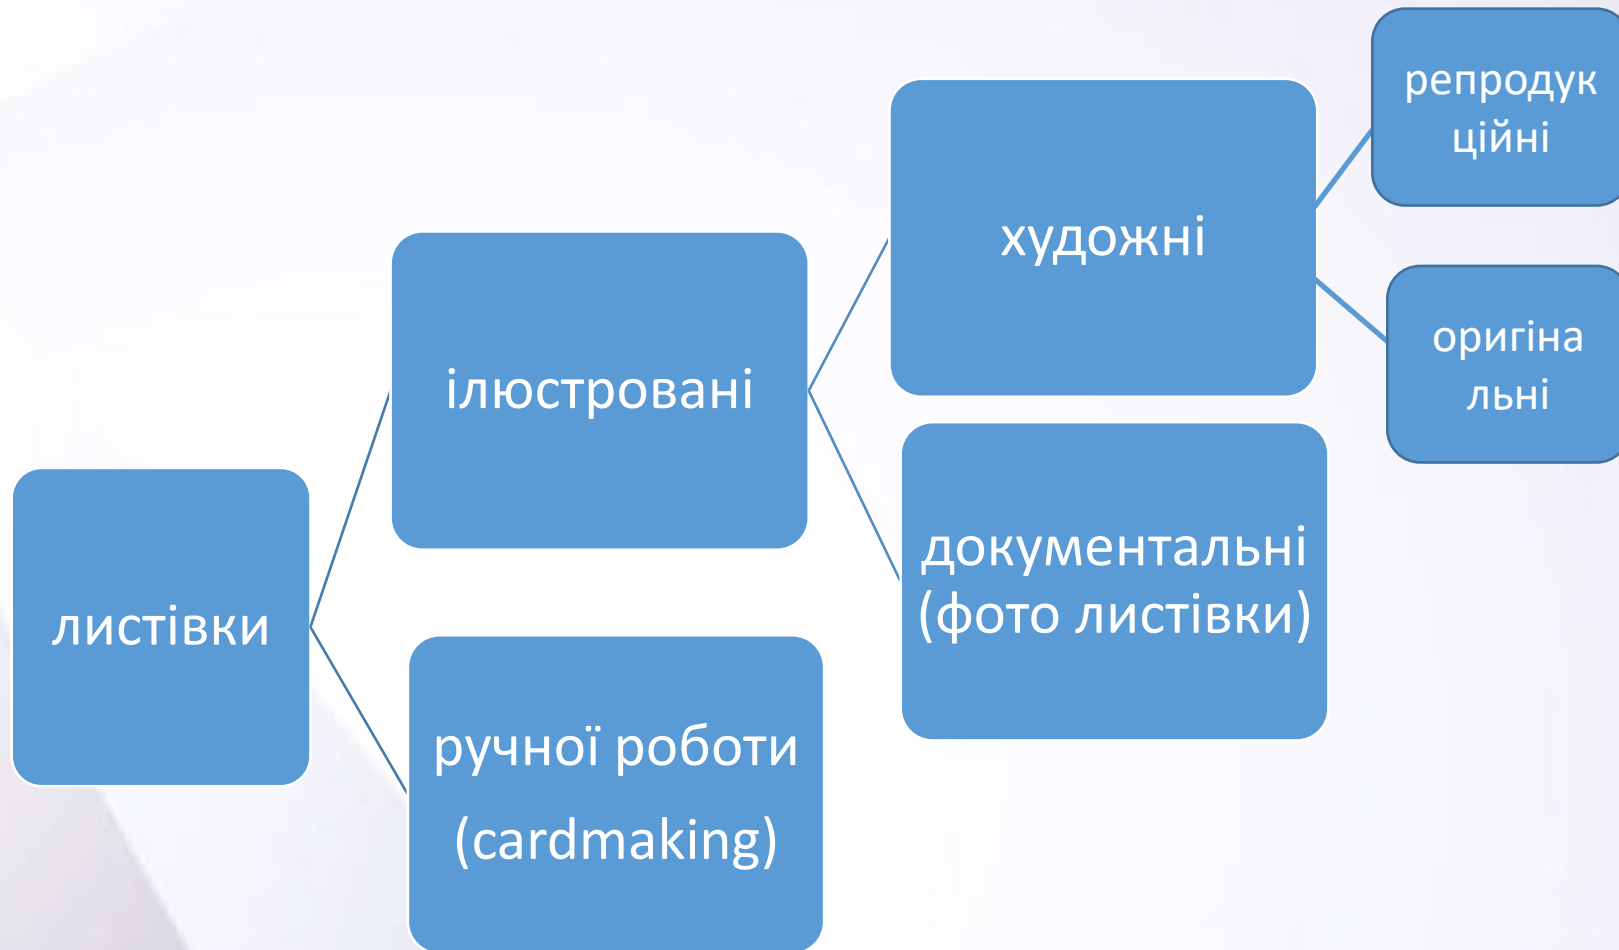 листівки
ілюстровані
ручної роботи
(cardmaking)
художні
документальні
(фото листівки)
репродук
ційні
оригіна
льні